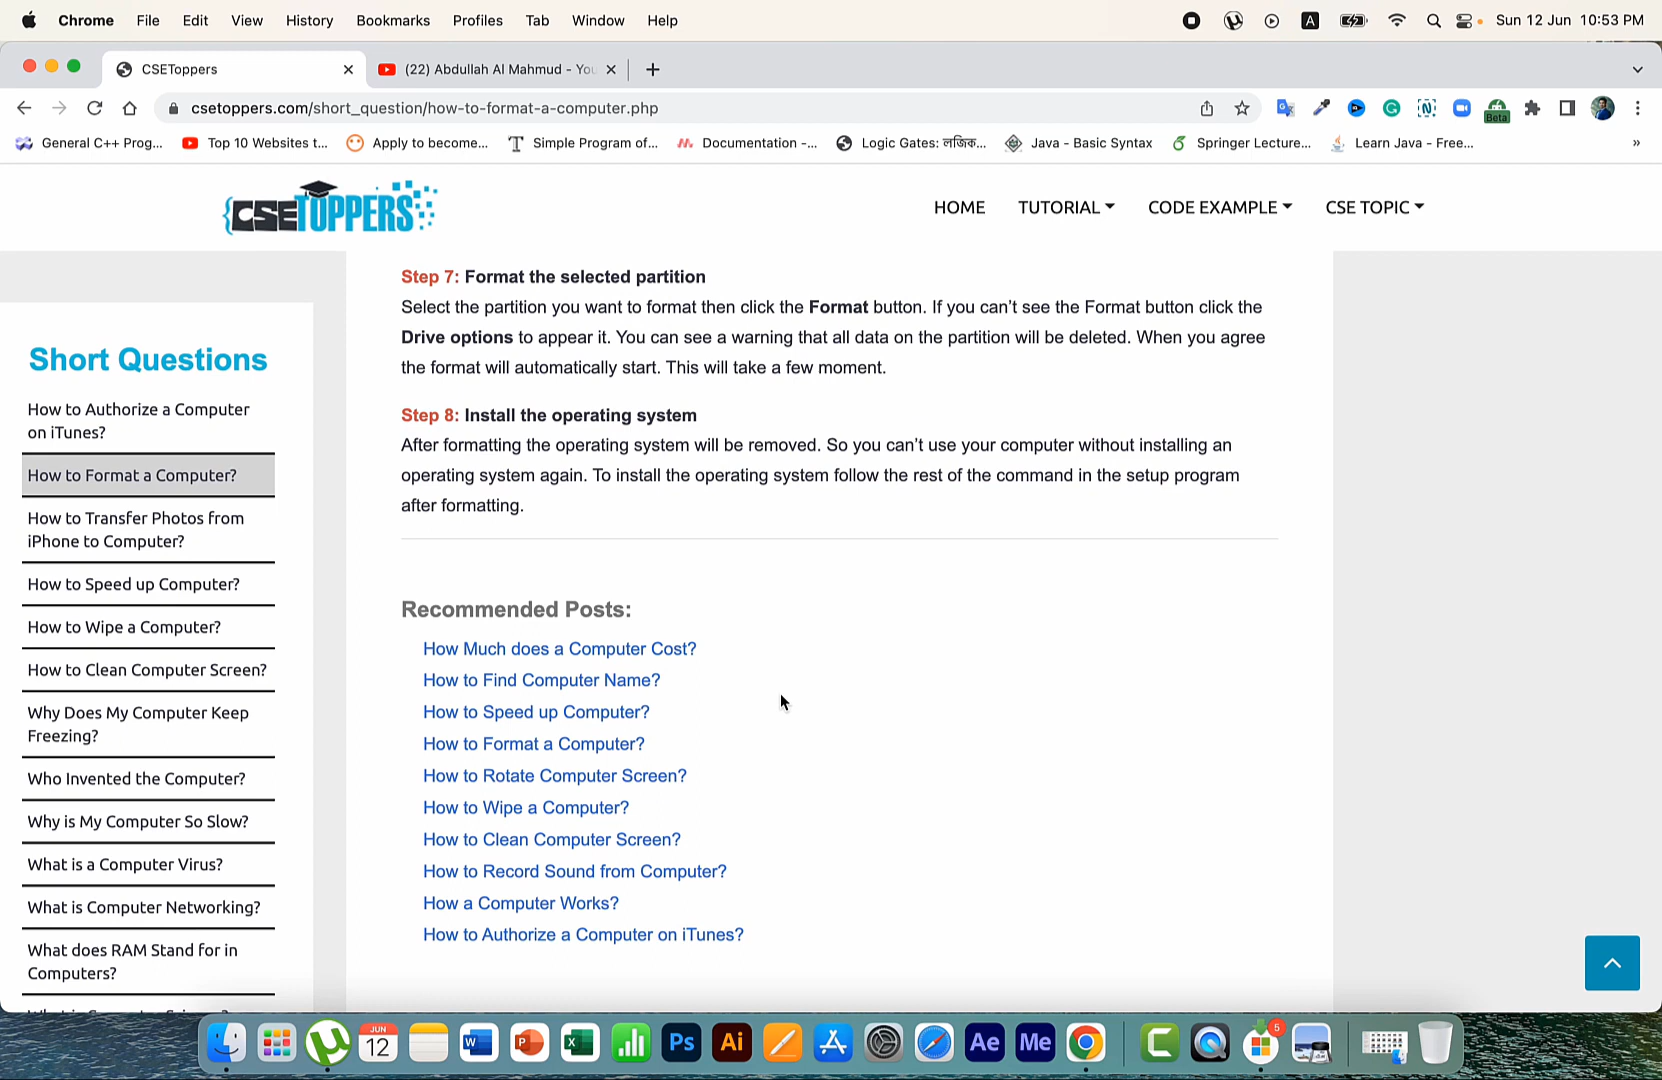 Chrome File Edit View History Bookmarks Profiles Tab Window Help
A
Sun 12 Jun 10:53 PM
CSEToppers
(22) Abdullah Al Mahmud - You
csetoppers.com/short_question/how-to-format-a-computer.php
Beta
General C++ Prog... Top 10 Websites t... Apply to become... Simple Program of... Documentation -... Logic Gates: লজিক... Java - Basic Syntax Springer Lecture... Learn Java - Free...
{CSETOPPERS
HOME TUTORIAL CODE EXAMPLE CSE TOPIC
Short Questions
How to Authorize a Computer
on iTunes?
How to Format a Computer?
How to Transfer Photos from
iPhone to Computer?
How to Speed up Computer?
How to Wipe a Computer?
How to Clean Computer Screen?
Why Does My Computer Keep
Freezing?
Who Invented the Computer?
Why is My Computer So Slow?
What is a Computer Virus?
What is Computer Networking?
What does RAM Stand for in
Computers?
Step 7: Format the selected partition
Select the partition you want to format then click the Format button. If you can't see the Format button click the
Drive options to appear it. You can see a warning that all data on the partition will be deleted. When you agree
the format will automatically start. This will take a few moment.
Step 8: Install the operating system
After formatting the operating system will be removed. So you can't use your computer without installing an
operating system again. To install the operating system follow the rest of the command in the setup program
after formatting.
Recommended Posts:
How Much does a Computer Cost?
How to Find Computer Name?
How to Speed up Computer?
How to Format a Computer?
How to Rotate Computer Screen?
How to Wipe a Computer?
How to Clean Computer Screen?
How to Record Sound from Computer?
How a Computer Works?
How to Authorize a Computer on iTunes?
JUN
12
W
P
X
Ps
Ai
Ae
Me
C
5